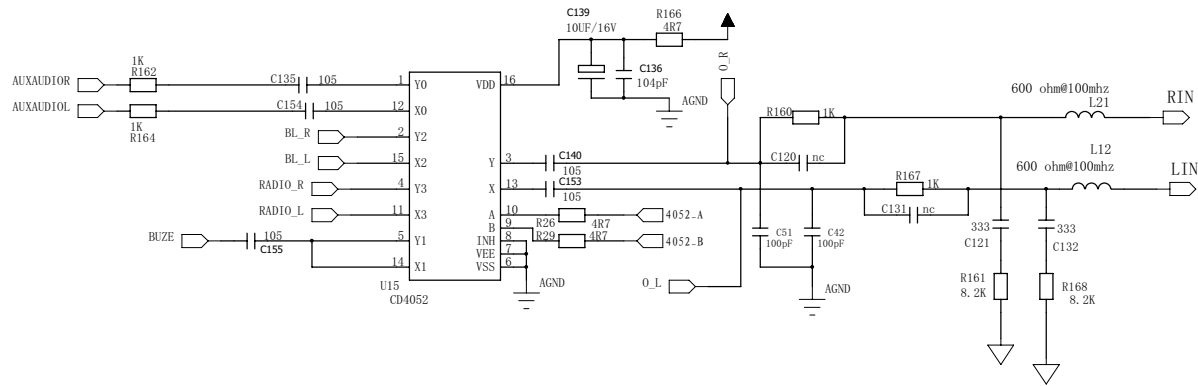 C139
10UF/16V
R166
4R7
O_R
1K
R162
AUXAUDIOR
C135
105
1
Y0
VDD
16
C136
104pF
AGND
600 ohm@100mhz
L21
RIN
AUXAUDIOL
C154
105
12
X0
1K
R164
R160
1K
BL_R
2
Y2
L12
600 ohm@100mhz
BL_L
15
X2
Y
3
C140
105
C120
nc
LIN
RADIO_R
4
Y3
X
13
C153
105
R167
1K
RADIO_L
11
X3
A
10
R26
4R7
4052_A
C131
nc
BUZE
105
C155
5
Y1
B
9
INH
8
R29
4R7
4052_B
C51
100pF
C42
100pF
333
C121
333
C132
VEE
7
14
X1
VSS
6
U15
CD4052
AGND
O_L
AGND
R161
8.2K
R168
8.2K